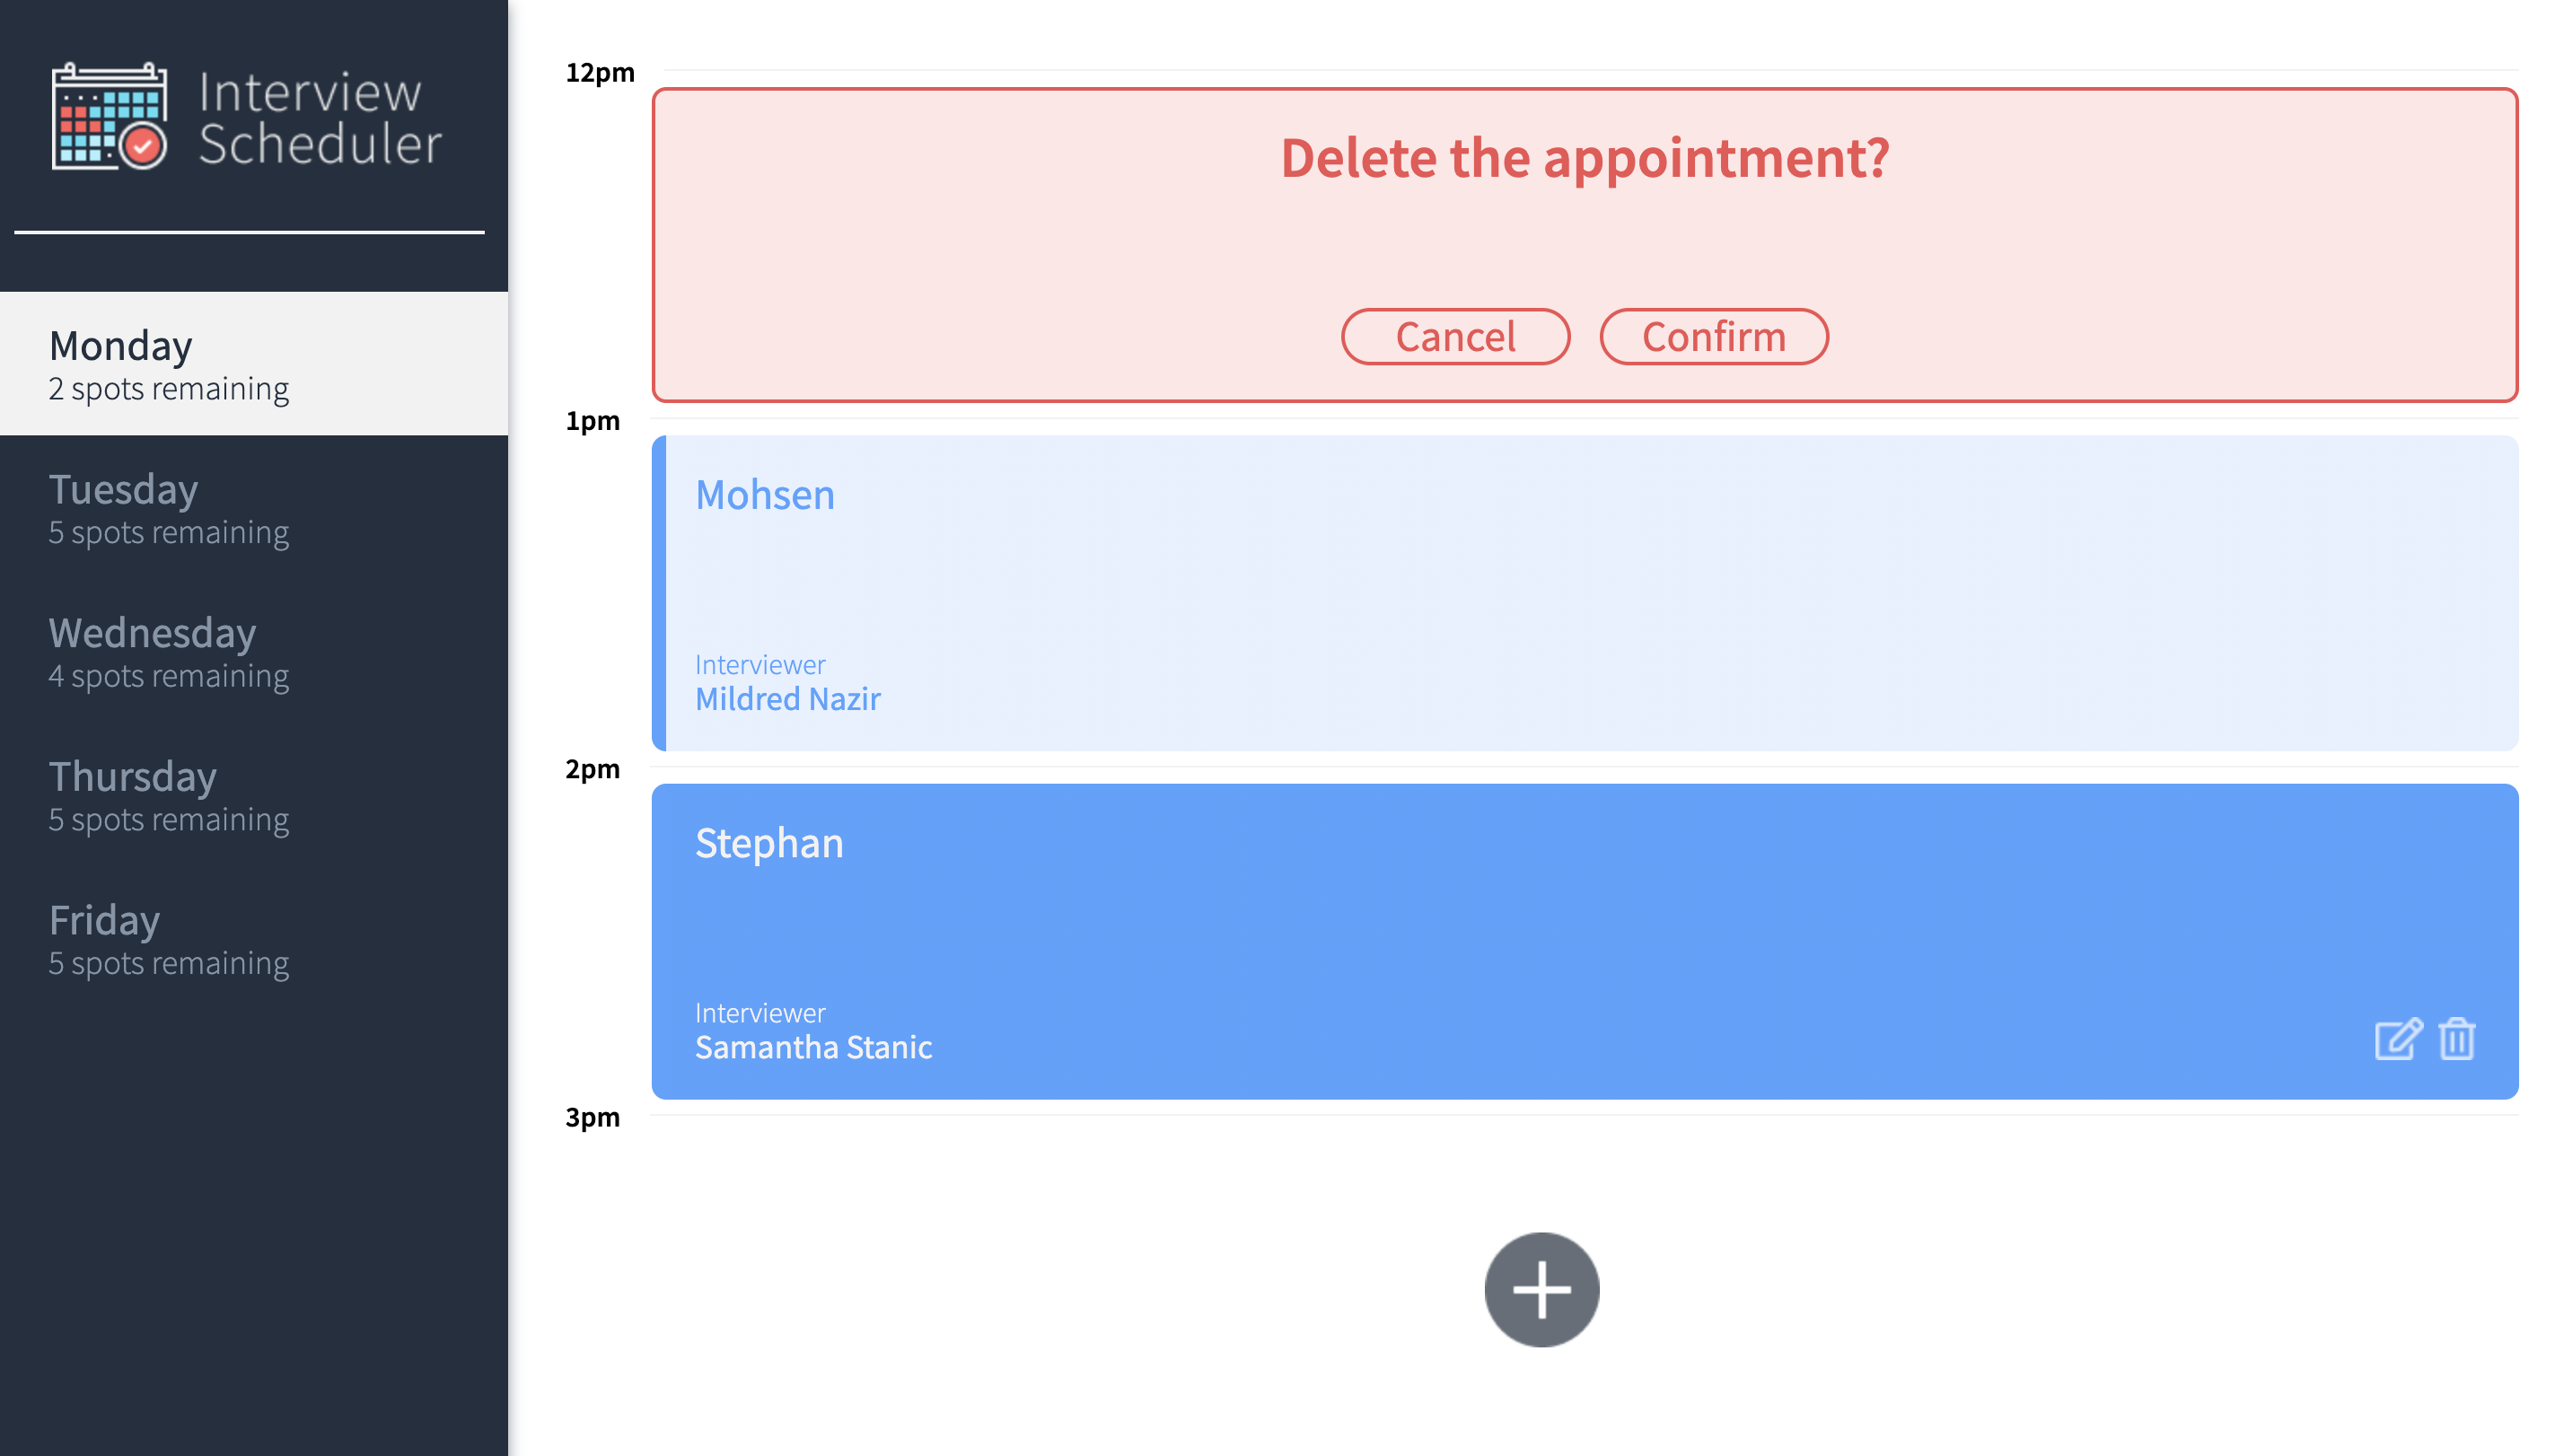 Interview
Scheduler
Monday
2 spots remaining
Tuesday
5 spots remaining
Wednesday
4 spots remaining
Thursday
5 spots remaining
Friday
5 spots remaining
12pm
Delete the appointment?
Cancel Confirm
1pm
Mohsen
Interviewer
Mildred Nazir
2pm
Stephan
Interviewer
Samantha Stanic
3pm